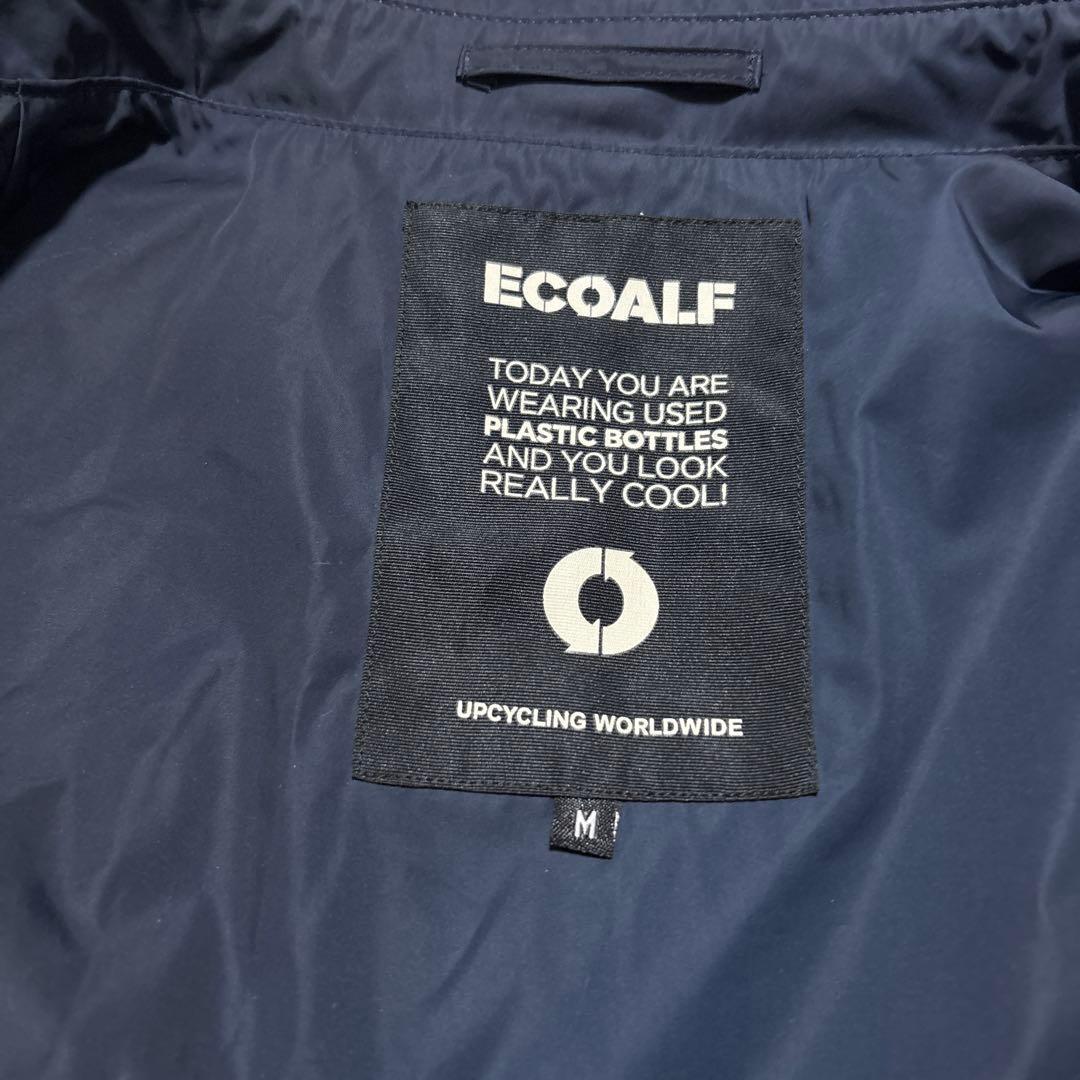 ECOALF
TODAY YOU ARE
WEARING USED
PLASTIC BOTTLES
AND YOU LOOK
REALLY COOL!
UPCYCLING WORLDWIDE
M